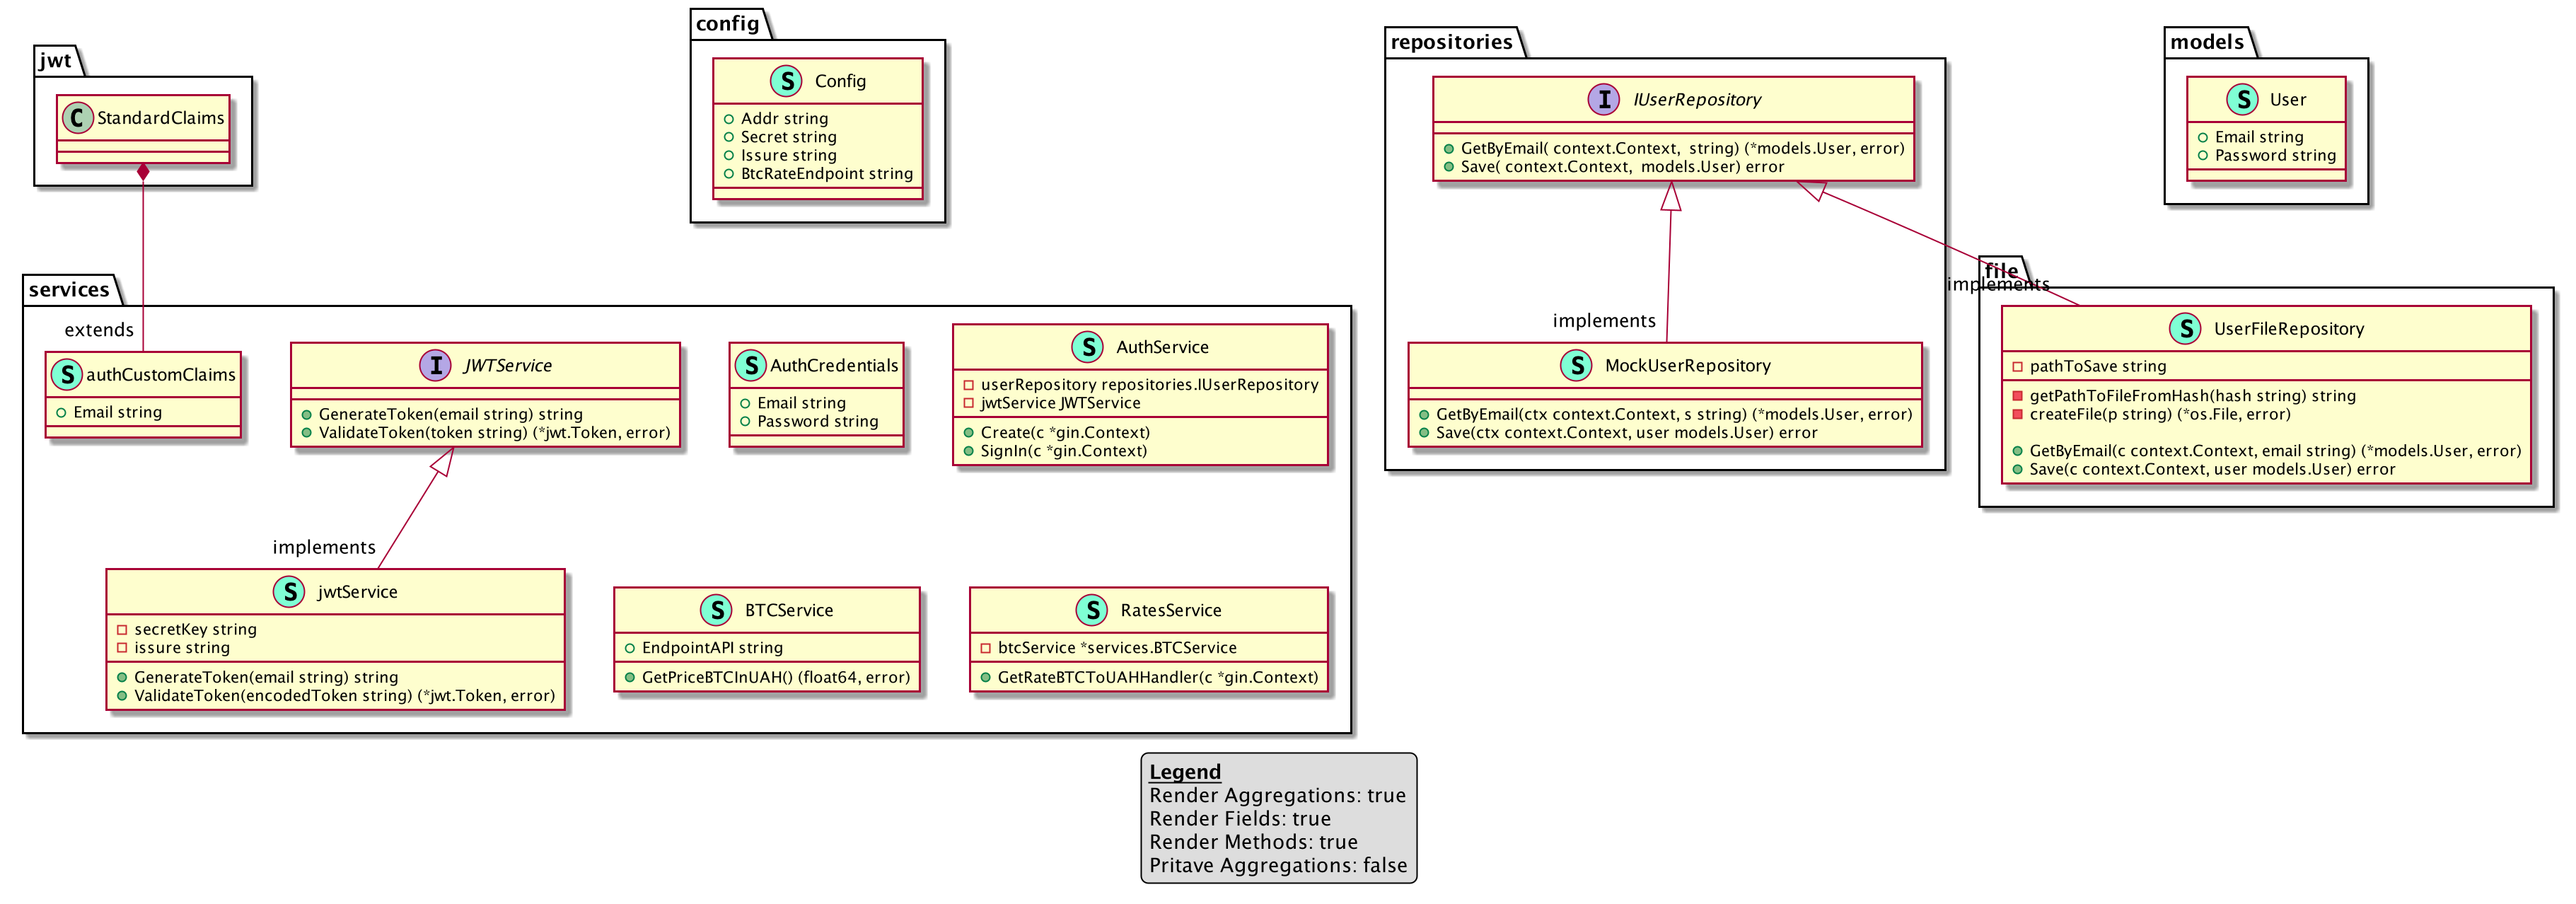 jwt
C StandardClaims
config
S Config
Addr string
Secret string
Issure string
BtcRateEndpoint string
repositories
I IUserRepository
GetByEmail( context.Context,  string) (*models.User, error)
Save( context.Context,  models.User) error
implements
S MockUserRepository
GetByEmail(ctx context.Context, s string) (*models.User, error)
Save(ctx context.Context, user models.User) error
models
S User
Email string
Password string
file
implements
S UserFileRepository
pathToSave string
getPathToFileFromHash(hash string) string
createFile(p string) (*os.File, error)
GetByEmail(c context.Context, email string) (*models.User, error)
Save(c context.Context, user models.User) error
services
extends
S authCustomClaims
Email string
I JWTService
GenerateToken(email string) string
ValidateToken(token string) (*jwt.Token, error)
S AuthCredentials
Email string
Password string
S AuthService
userRepository repositories.IUserRepository
jwtService JWTService
Create(c *gin.Context)
SignIn(c *gin.Context)
implements
S jwtService
secretKey string
issure string
GenerateToken(email string) string
ValidateToken(encodedToken string) (*jwt.Token, error)
S BTCService
EndpointAPI string
GetPriceBTCInUAH() (float64, error)
S RatesService
btcService *services.BTCService
GetRateBTCToUAHHandler(c *gin.Context)
Legend
Render Aggregations: true
Render Fields: true
Render Methods: true
Pritave Aggregations: false